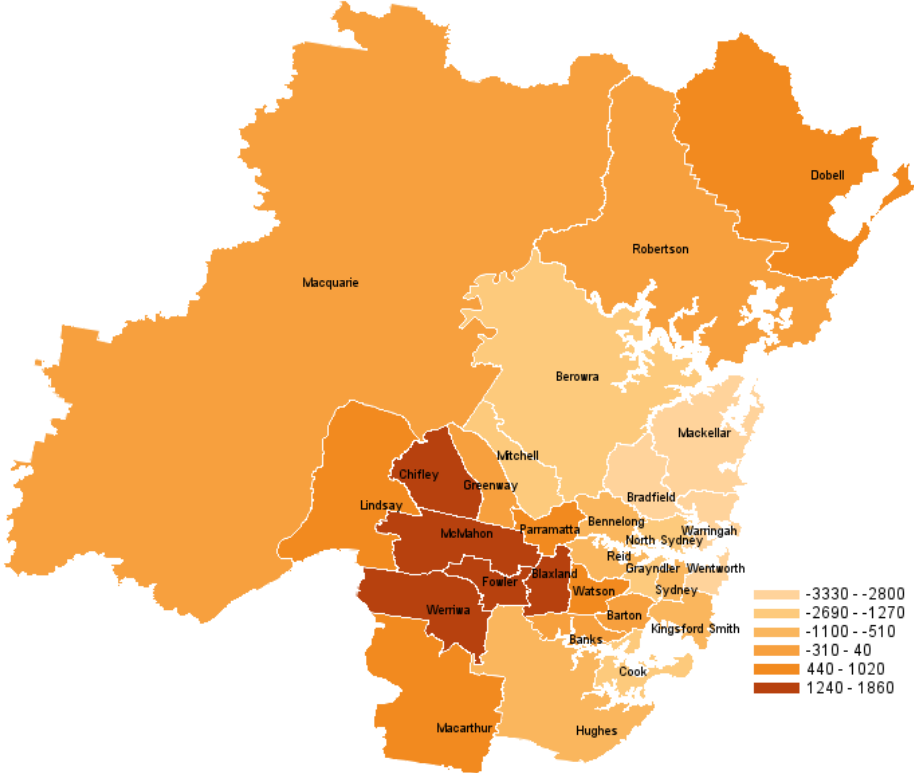 Dobell
Robertson
Macquarie
Berowra
Mackellar
Mitchell
Chifley
Greenway
Bradfield
Lindsay
Bennelong
Parramatta
Warringah
McMahon
North Sydney
Reid
Grayndler
Wentworth
Blaxland
Fowler
Watson
Sydney
Werriwa
Barton
Kingsford Smith
Banks
Cook
Macarthur
Hughes
-3330 - -2800
-2690 - -1270
-1100 - -510
-310 - 40
440 - 1020
1240 - 1860